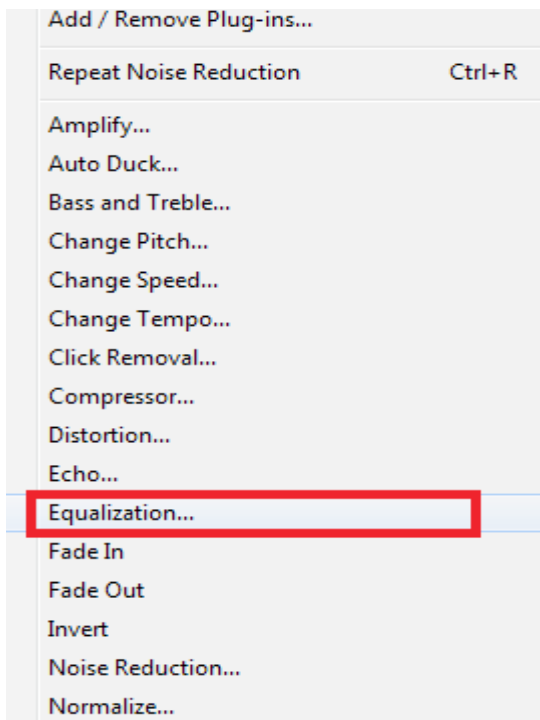 Add / Remove Plug-ins...
Repeat Noise Reduction Ctrl+R
Amplify...
Auto Duck...
Bass and Treble...
Change Pitch...
Change Speed...
Change Tempo...
Click Removal...
Compressor...
Distortion...
Echo...
Equalization...
Fade In
Fade Out
Invert
Noise Reduction...
Normalize...